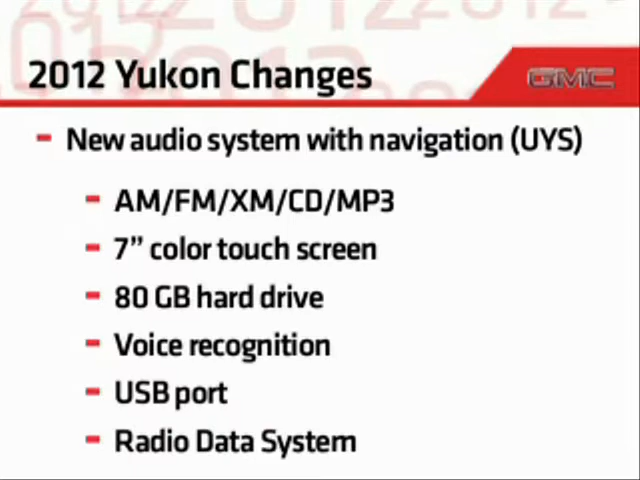 2012 Yukon Changes
GMC
- New audio system with navigation (UYS)
- AM/FM/XM/CD/MP3
- 7” color touch screen
- 80 GB hard drive
- Voice recognition
- USB port
- Radio Data System